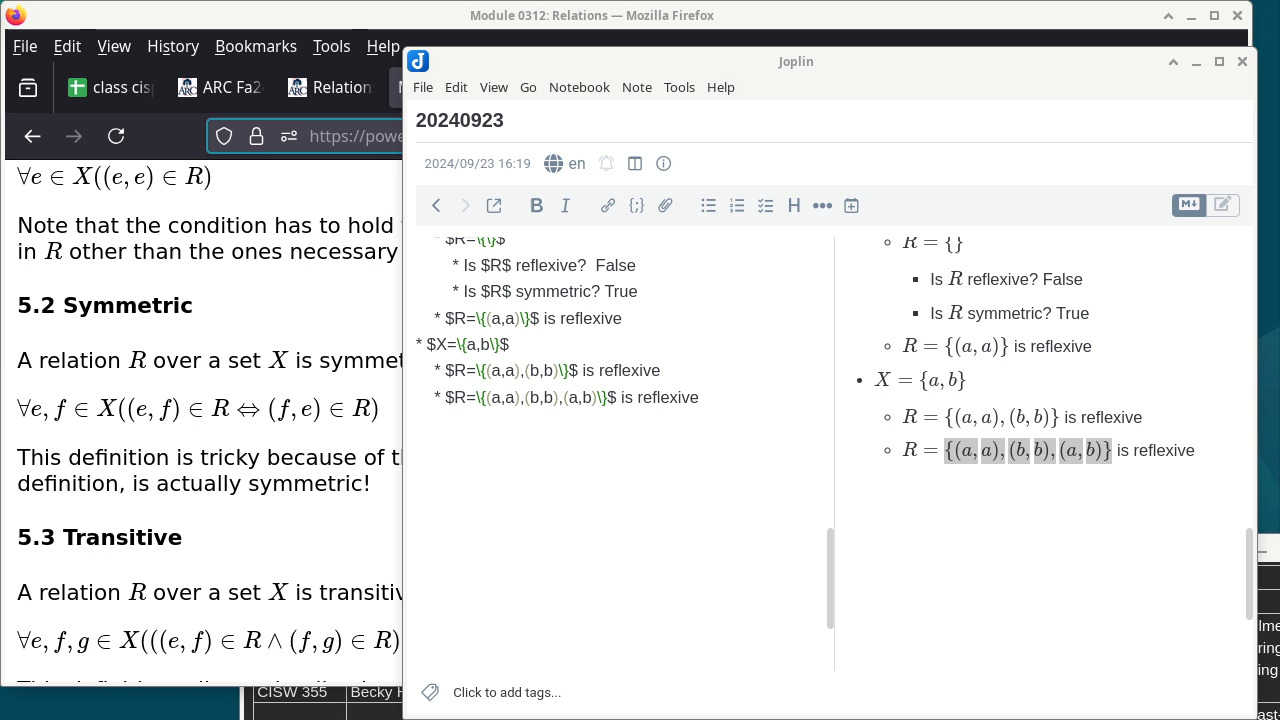 Module 0312: Relations — Mozilla Firefox
File Edit View History Bookmarks Tools Help
class cis
ARC Fa2
Relation
https://powe
∀e ∈ X((e, e) ∈ R)
Note that the condition has to hold
in R other than the ones necessary
5.2 Symmetric
A relation R over a set X is symmet
∀e, f ∈ X((e, f) ∈ R ⇔ (f, e) ∈ R)
This definition is tricky because of t
definition, is actually symmetric!
5.3 Transitive
A relation R over a set X is transitiv
∀e, f, g ∈ X(((e, f) ∈ R ∧ (f, g) ∈ R)
Joplin
File Edit View Go Notebook Note Tools Help
20240923
2024/09/23 16:19 en
B I H
* $R=\{\}$
* Is $R$ reflexive?  False
* Is $R$ symmetric? True
* $R=\{(a,a)\}$ is reflexive
* $X=\{a,b\}$
* $R=\{(a,a),(b,b)\}$ is reflexive
* $R=\{(a,a),(b,b),(a,b)\}$ is reflexive
R = {}
Is R reflexive? False
Is R symmetric? True
R = {(a, a)} is reflexive
X = {a, b}
R = {(a, a), (b, b)} is reflexive
R = {(a, a), (b, b), (a, b)} is reflexive
Click to add tags...
CISW 355 Becky
lme
ring
ing
ast